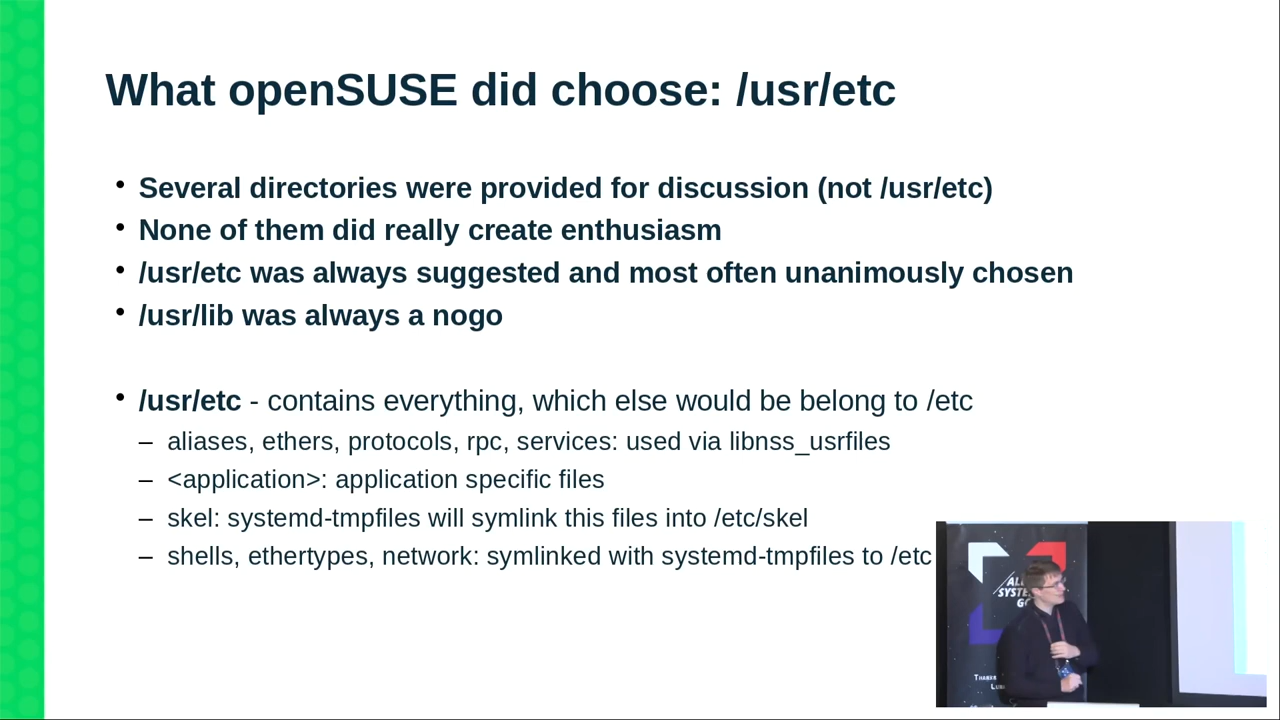 What openSUSE did choose: /usr/etc
• Several directories were provided for discussion (not /usr/etc)
• None of them did really create enthusiasm
• /usr/etc was always suggested and most often unanimously chosen
• /usr/lib was always a nogo
• /usr/etc - contains everything, which else would be belong to /etc
– aliases, ethers, protocols, rpc, services: used via libnss_usrfiles
– <application>: application specific files
– skel: systemd-tmpfiles will symlink this files into /etc/skel
– shells, ethertypes, network: symlinked with systemd-tmpfiles to /etc